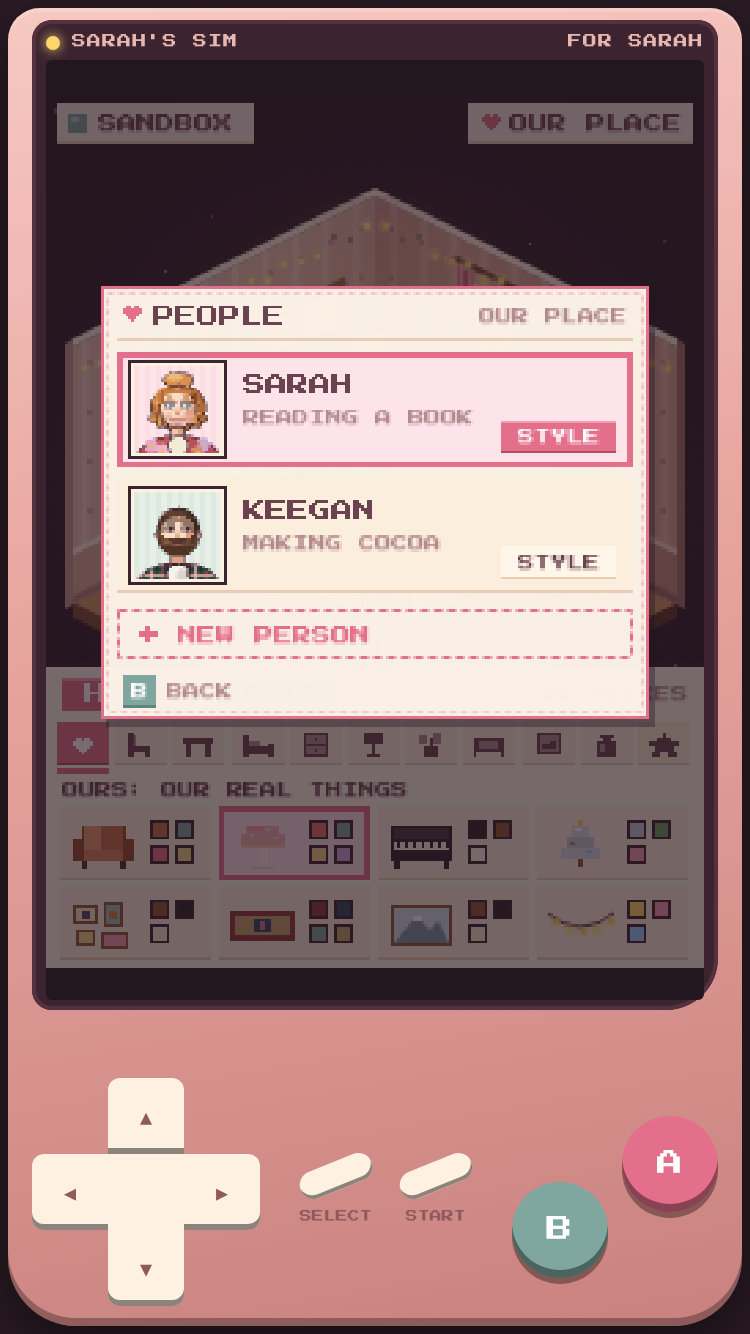 SARAH'S SIM
FOR SARAH
SANDBOX
OUR PLACE
PEOPLE
OUR PLACE
SARAH
READING A BOOK
STYLE
KEEGAN
MAKING COCOA
STYLE
+ NEW PERSON
B BACK
OURS: OUR REAL THINGS
SELECT
START
A
B